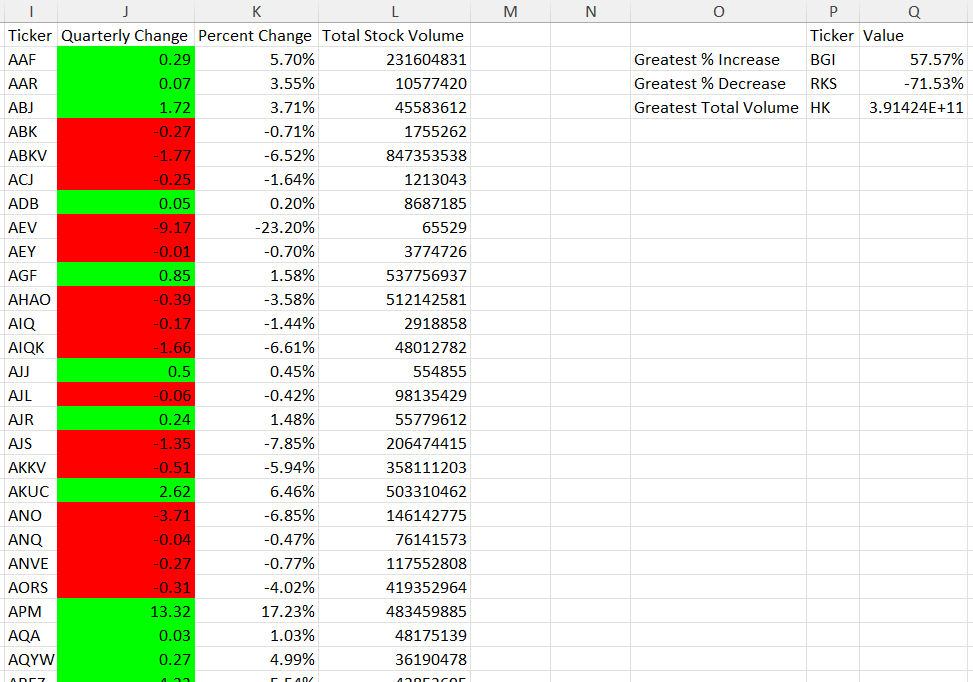 I J K L M N O P Q
Ticker Quarterly Change Percent Change Total Stock Volume Ticker Value
AAF 0.29 5.70% 231604831 Greatest % Increase BGI 57.57%
AAR 0.07 3.55% 10577420 Greatest % Decrease RKS -71.53%
ABJ 1.72 3.71% 45583612 Greatest Total Volume HK 3.91424E+11
ABK -0.27 -0.71% 1755262
ABKV -1.77 -6.52% 847353538
ACJ -0.25 -1.64% 1213043
ADB 0.05 0.20% 8687185
AEV -9.17 -23.20% 65529
AEY -0.01 -0.70% 3774726
AGF 0.85 1.58% 537756937
AHAO -0.39 -3.58% 512142581
AIQ -0.17 -1.44% 2918858
AIQK -1.66 -6.61% 48012782
AJJ 0.5 0.45% 554855
AJL -0.06 -0.42% 98135429
AJR 0.24 1.48% 55779612
AJS -1.35 -7.85% 206474415
AKKV -0.51 -5.94% 358111203
AKUC 2.62 6.46% 503310462
ANO -3.71 -6.85% 146142775
ANQ -0.04 -0.47% 76141573
ANVE -0.27 -0.77% 117552808
AORS -0.31 -4.02% 419352964
APM 13.32 17.23% 483459885
AQA 0.03 1.03% 48175139
AQYW 0.27 4.99% 36190478